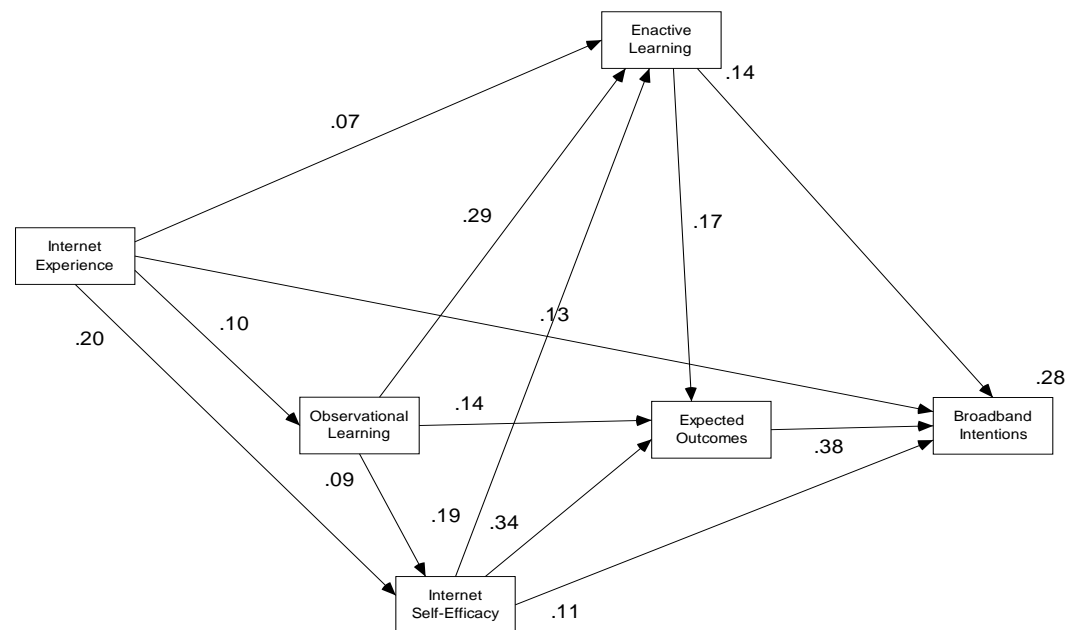 Enactive
Learning
.14
.07
.29
.17
Internet
Experience
.13
.10
.20
.28
Observational
Learning
.14
Expected
Outcomes
Broadband
Intentions
.38
.09
.19
.34
Internet
Self-Efficacy
.11